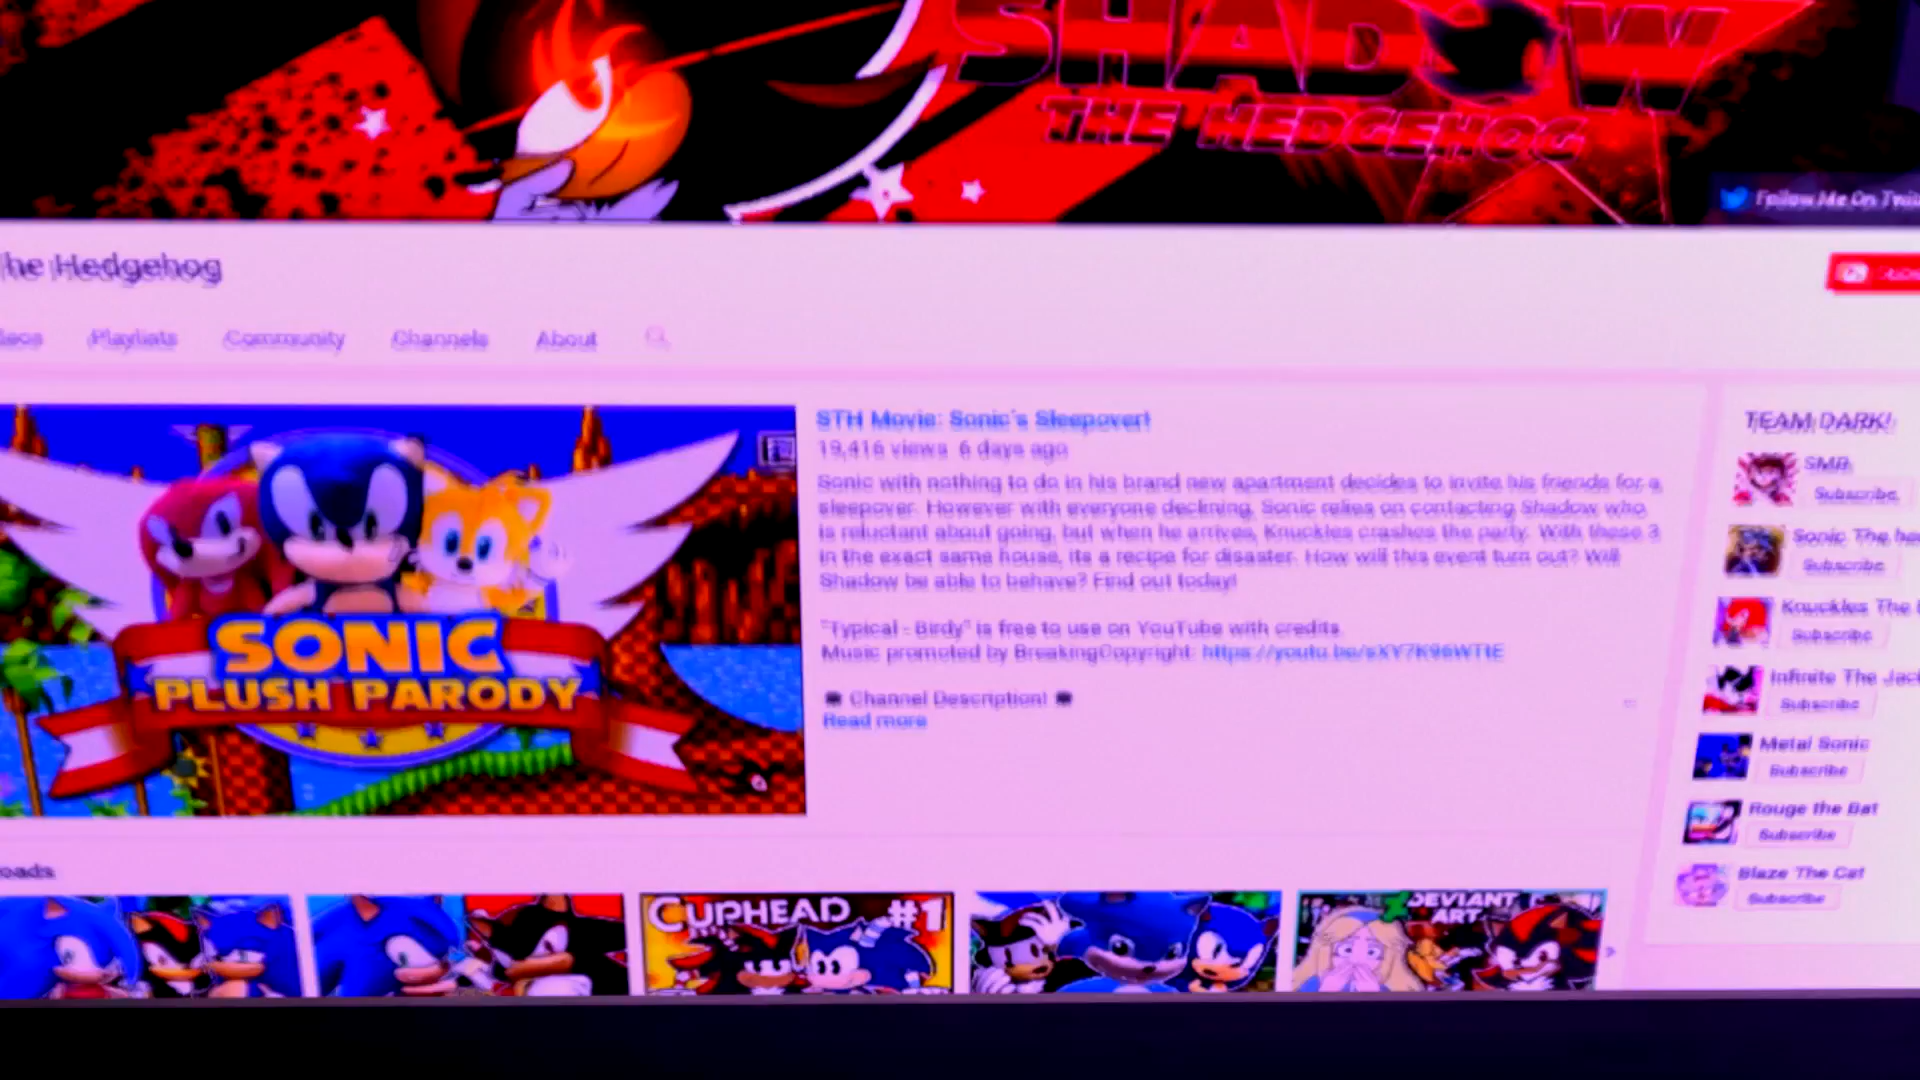 SHADOW
THE HEDGEHOG
Follow Me On
he Hedgehog
Playlists Community Channels About
STH Movie: Sonic's Sleepover!
19,416 views 6 days ago
Sonic with nothing to do in his brand new apartment decides to invite his friends for a
sleepover. However with everyone declining, Sonic relies on contacting Shadow who
is reluctant about going, but when he arrives, Knuckles crashes the party. With these 3
in the exact same house, its a recipe for disaster. How will this event turn out? Will
Shadow be able to behave? Find out today!
"Typical - Birdy" is free to use on YouTube with credits.
Music promoted by BreakingCopyright:
Channel Description!
Read more
SONIC
PLUSH PARODY
TEAM DARK!
SMB
Subscribe
Sonic The
Subscribe
Knuckles The
Subscribe
Infinite The
Subscribe
Metal Sonic
Subscribe
Rouge the Bat
Subscribe
Blaze The Cat
Subscribe
oads
CUPHEAD #1
DEVIANT
ART